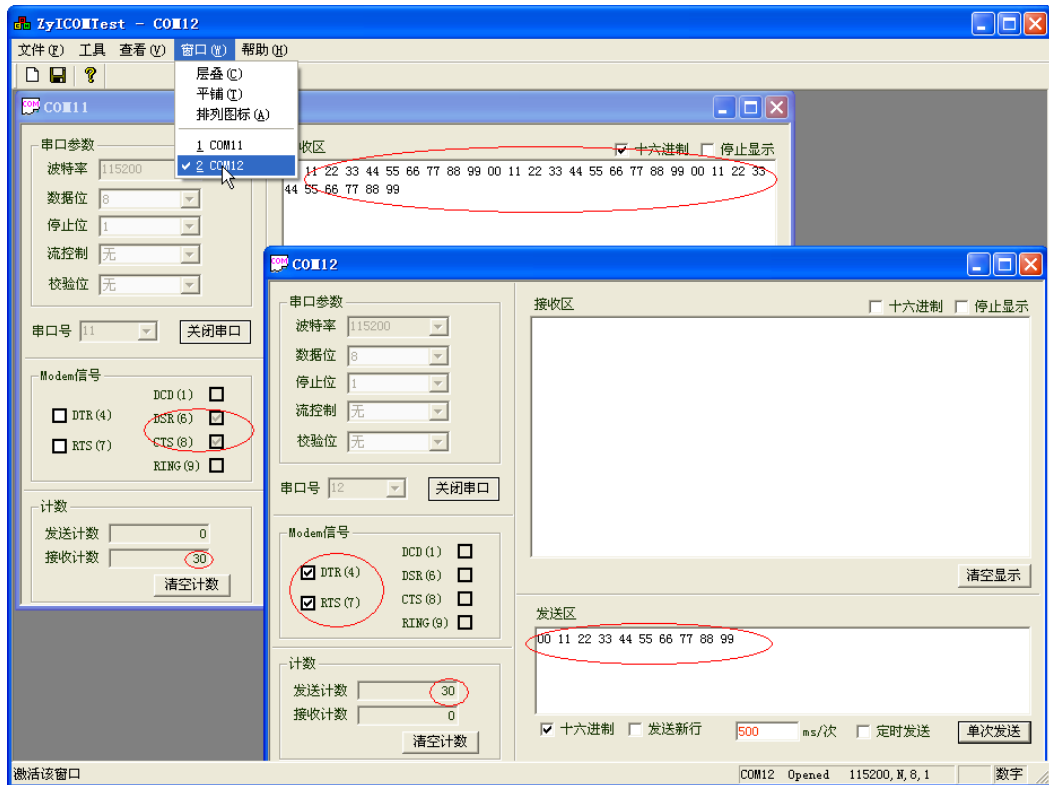 ZyICOMTest - COM12
文件(F) 工具 查看(V) 窗口(W) 帮助(H)
层叠(C)
平铺(T)
排列图标(A)
1 COM11
✓ 2 COM12
COM11
串口参数
波特率 115200
数据位 8
停止位 1
流控制 无
校验位 无
串口号 11 关闭串口
Modem信号
DCD(1)
DTR(4) DSR(6)
RTS(7) CTS(8)
RING(9)
计数
发送计数 0
接收计数 30
清空计数
收区 十六进制 停止显示
11 22 33 44 55 66 77 88 99 00 11 22 33 44 55 66 77 88 99 00 11 22 33
44 55 66 77 88 99
COM12
串口参数
波特率 115200
数据位 8
停止位 1
流控制 无
校验位 无
串口号 12 关闭串口
Modem信号
DCD(1)
DTR(4) DSR(6)
RTS(7) CTS(8)
RING(9)
计数
发送计数 30
接收计数 0
清空计数
接收区 十六进制 停止显示
清空显示
发送区
00 11 22 33 44 55 66 77 88 99
十六进制 发送新行 500 ms/次 定时发送 单次发送
激活该窗口 COM12 Opened 115200,N,8,1 数字